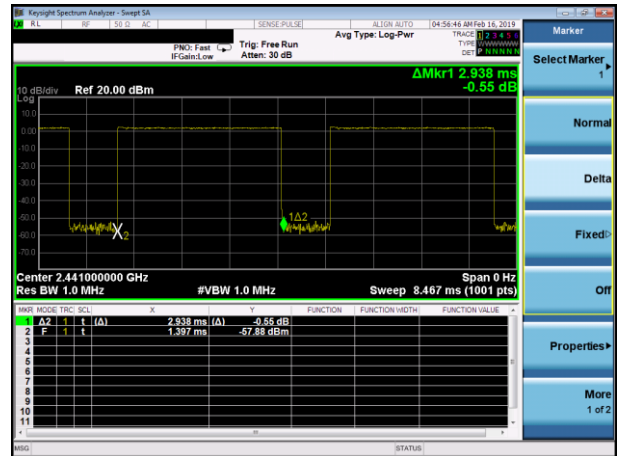 Keysight Spectrum Analyzer - Swept SA
RL RF 50 Ω AC SENSE:PULSE ALIGN AUTO 04:56:46 AM Feb 16, 2019
Avg Type: Log-Pwr TRACE 1 2 3 4 5 6
PNO: Fast Trig: Free Run TYPE WWWWWW
IFGain:Low Atten: 30 dB DET P N N N N N
Marker
Select Marker
1
Normal
Delta
Fixed
Off
Properties
More
1 of 2
ΔMkr1 2.938 ms
10 dB/div Ref 20.00 dBm -0.55 dB
Log
10.0
0.00
-10.0
-20.0
-30.0
-40.0
-50.0
-60.0
-70.0
1Δ2
X2
Center 2.441000000 GHz Span 0 Hz
Res BW 1.0 MHz #VBW 1.0 MHz Sweep 8.467 ms (1001 pts)
MKR MODE TRC SCL X Y FUNCTION FUNCTION WIDTH FUNCTION VALUE
1 Δ2 1 t (Δ) 2.938 ms (Δ) -0.55 dB
2 F 1 t 1.397 ms -57.88 dBm
3
4
5
6
7
8
9
10
11
MSG STATUS